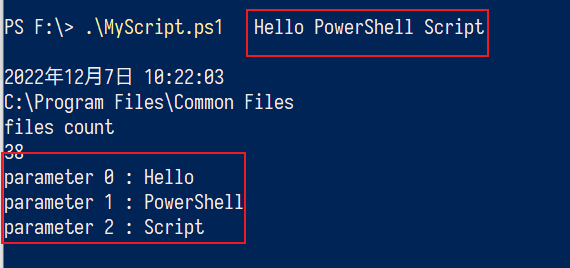 PS F:\> .\MyScript.ps1 Hello PowerShell Script
2022年12月7日 10:22:03
C:\Program Files\Common Files
files count
38
parameter 0 : Hello
parameter 1 : PowerShell
parameter 2 : Script